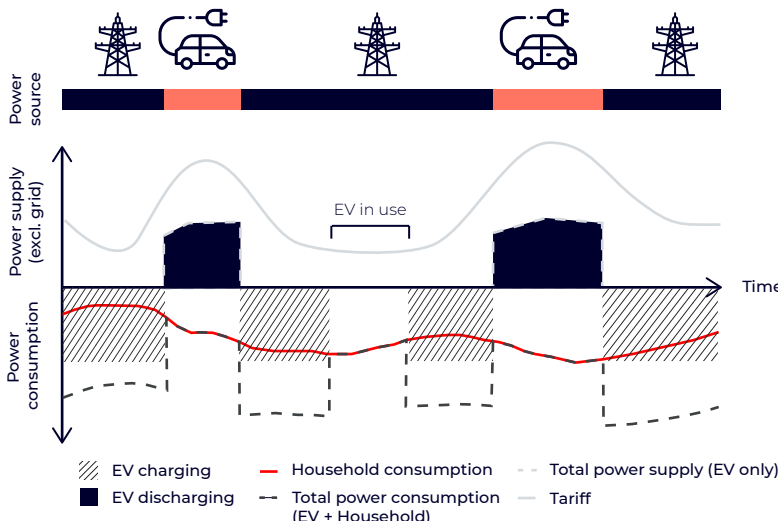 Power
source
Power supply
(excl. grid)
EV in use
Time
Power
consumption
EV charging
Household consumption
Total power supply (EV only)
EV discharging
Total power consumption
(EV + Household)
Tariff